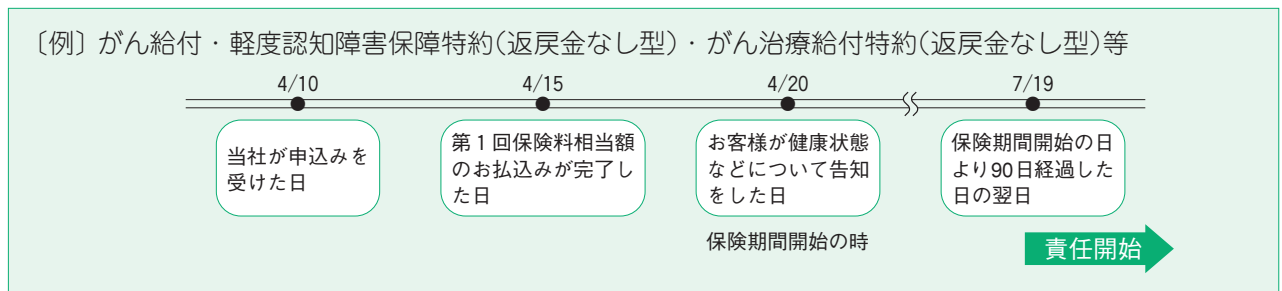 〔例〕がん給付・軽度認知障害保障特約(返戻金なし型)・がん治療給付特約(返戻金なし型)等
4/10
4/15
4/20
7/19
当社が申込みを
受けた日
第1回保険料相当額
のお払込みが完了し
た日
お客様が健康状態
などについて告知
をした日
保険期間開始の日
より90日経過した
日の翌日
保険期間開始の時
責任開始